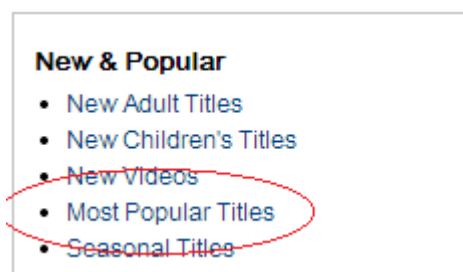 New & Popular
• New Adult Titles
• New Children's Titles
• New Videos
• Most Popular Titles
• Seasonal Titles